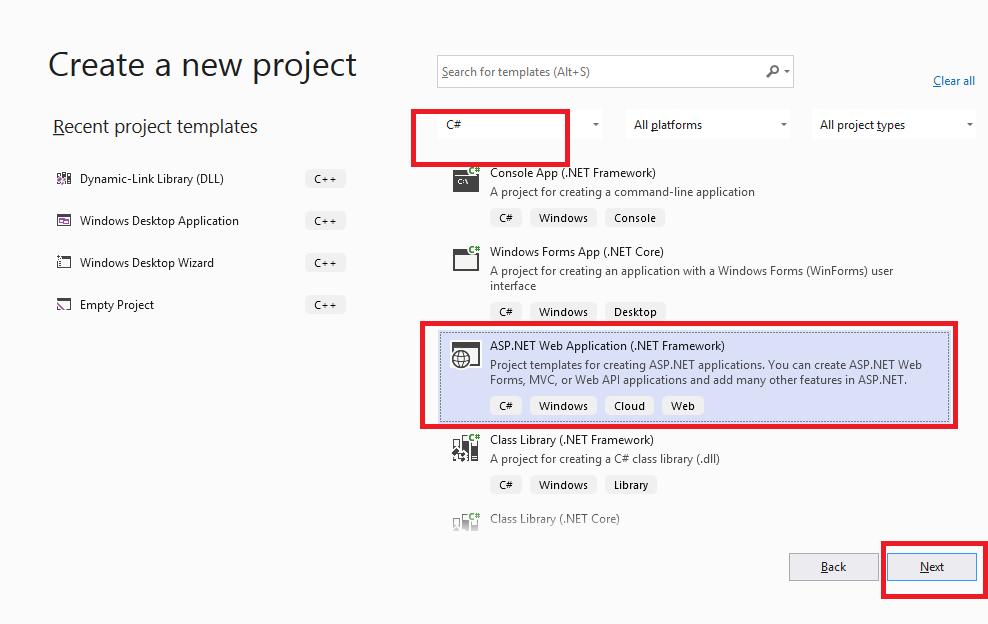 Create a new project
Search for templates (Alt+S)
Clear all
Recent project templates
C#
All platforms
All project types
Dynamic-Link Library (DLL)
C++
Windows Desktop Application
C++
Windows Desktop Wizard
C++
Empty Project
C++
C#
C:\
Console App (.NET Framework)
A project for creating a command-line application
C#
Windows
Console
C#
Windows Forms App (.NET Core)
A project for creating an application with a Windows Forms (WinForms) user
interface
C#
Windows
Desktop
ASP.NET Web Application (.NET Framework)
Project templates for creating ASP.NET applications. You can create ASP.NET Web
Forms, MVC, or Web API applications and add many other features in ASP.NET.
C#
Windows
Cloud
Web
C#
Class Library (.NET Framework)
A project for creating a C# class library (.dll)
C#
Windows
Library
C#
Class Library (.NET Core)
Back
Next